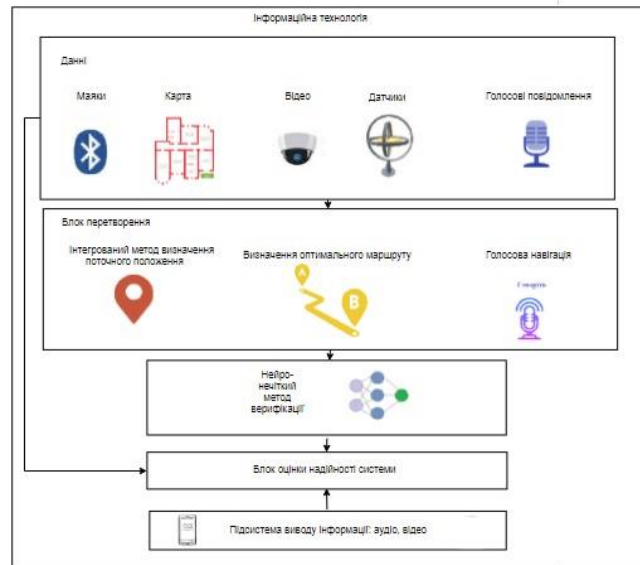 Інформаційна технологія
Данні
Маяки
Карта
Відео
Датчики
Голосові повідомлення
Блок перетворення
Інтегрований метод визначення
поточного положення
Визначення оптимального маршруту
Голосова навігація
Говоріть
Нейро-
нечіткий
метод
верифікації
Блок оцінки надійності системи
Підсистема виводу інформації: аудіо, відео